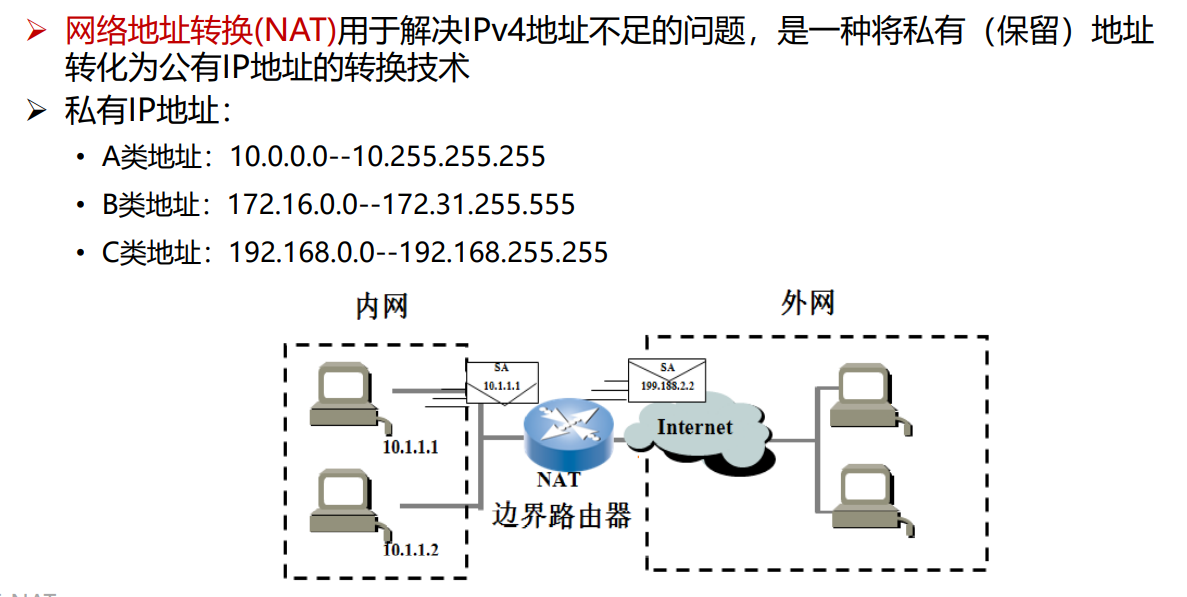 网络地址转换(NAT)用于解决IPv4地址不足的问题，是一种将私有（保留）地址
转化为公有IP地址的转换技术
私有IP地址：
A类地址：10.0.0.0--10.255.255.255
B类地址：172.16.0.0--172.31.255.555
C类地址：192.168.0.0--192.168.255.255
内网
外网
SA
10.1.1.1
SA
199.188.2.2
Internet
10.1.1.1
NAT
边界路由器
10.1.1.2
NAT